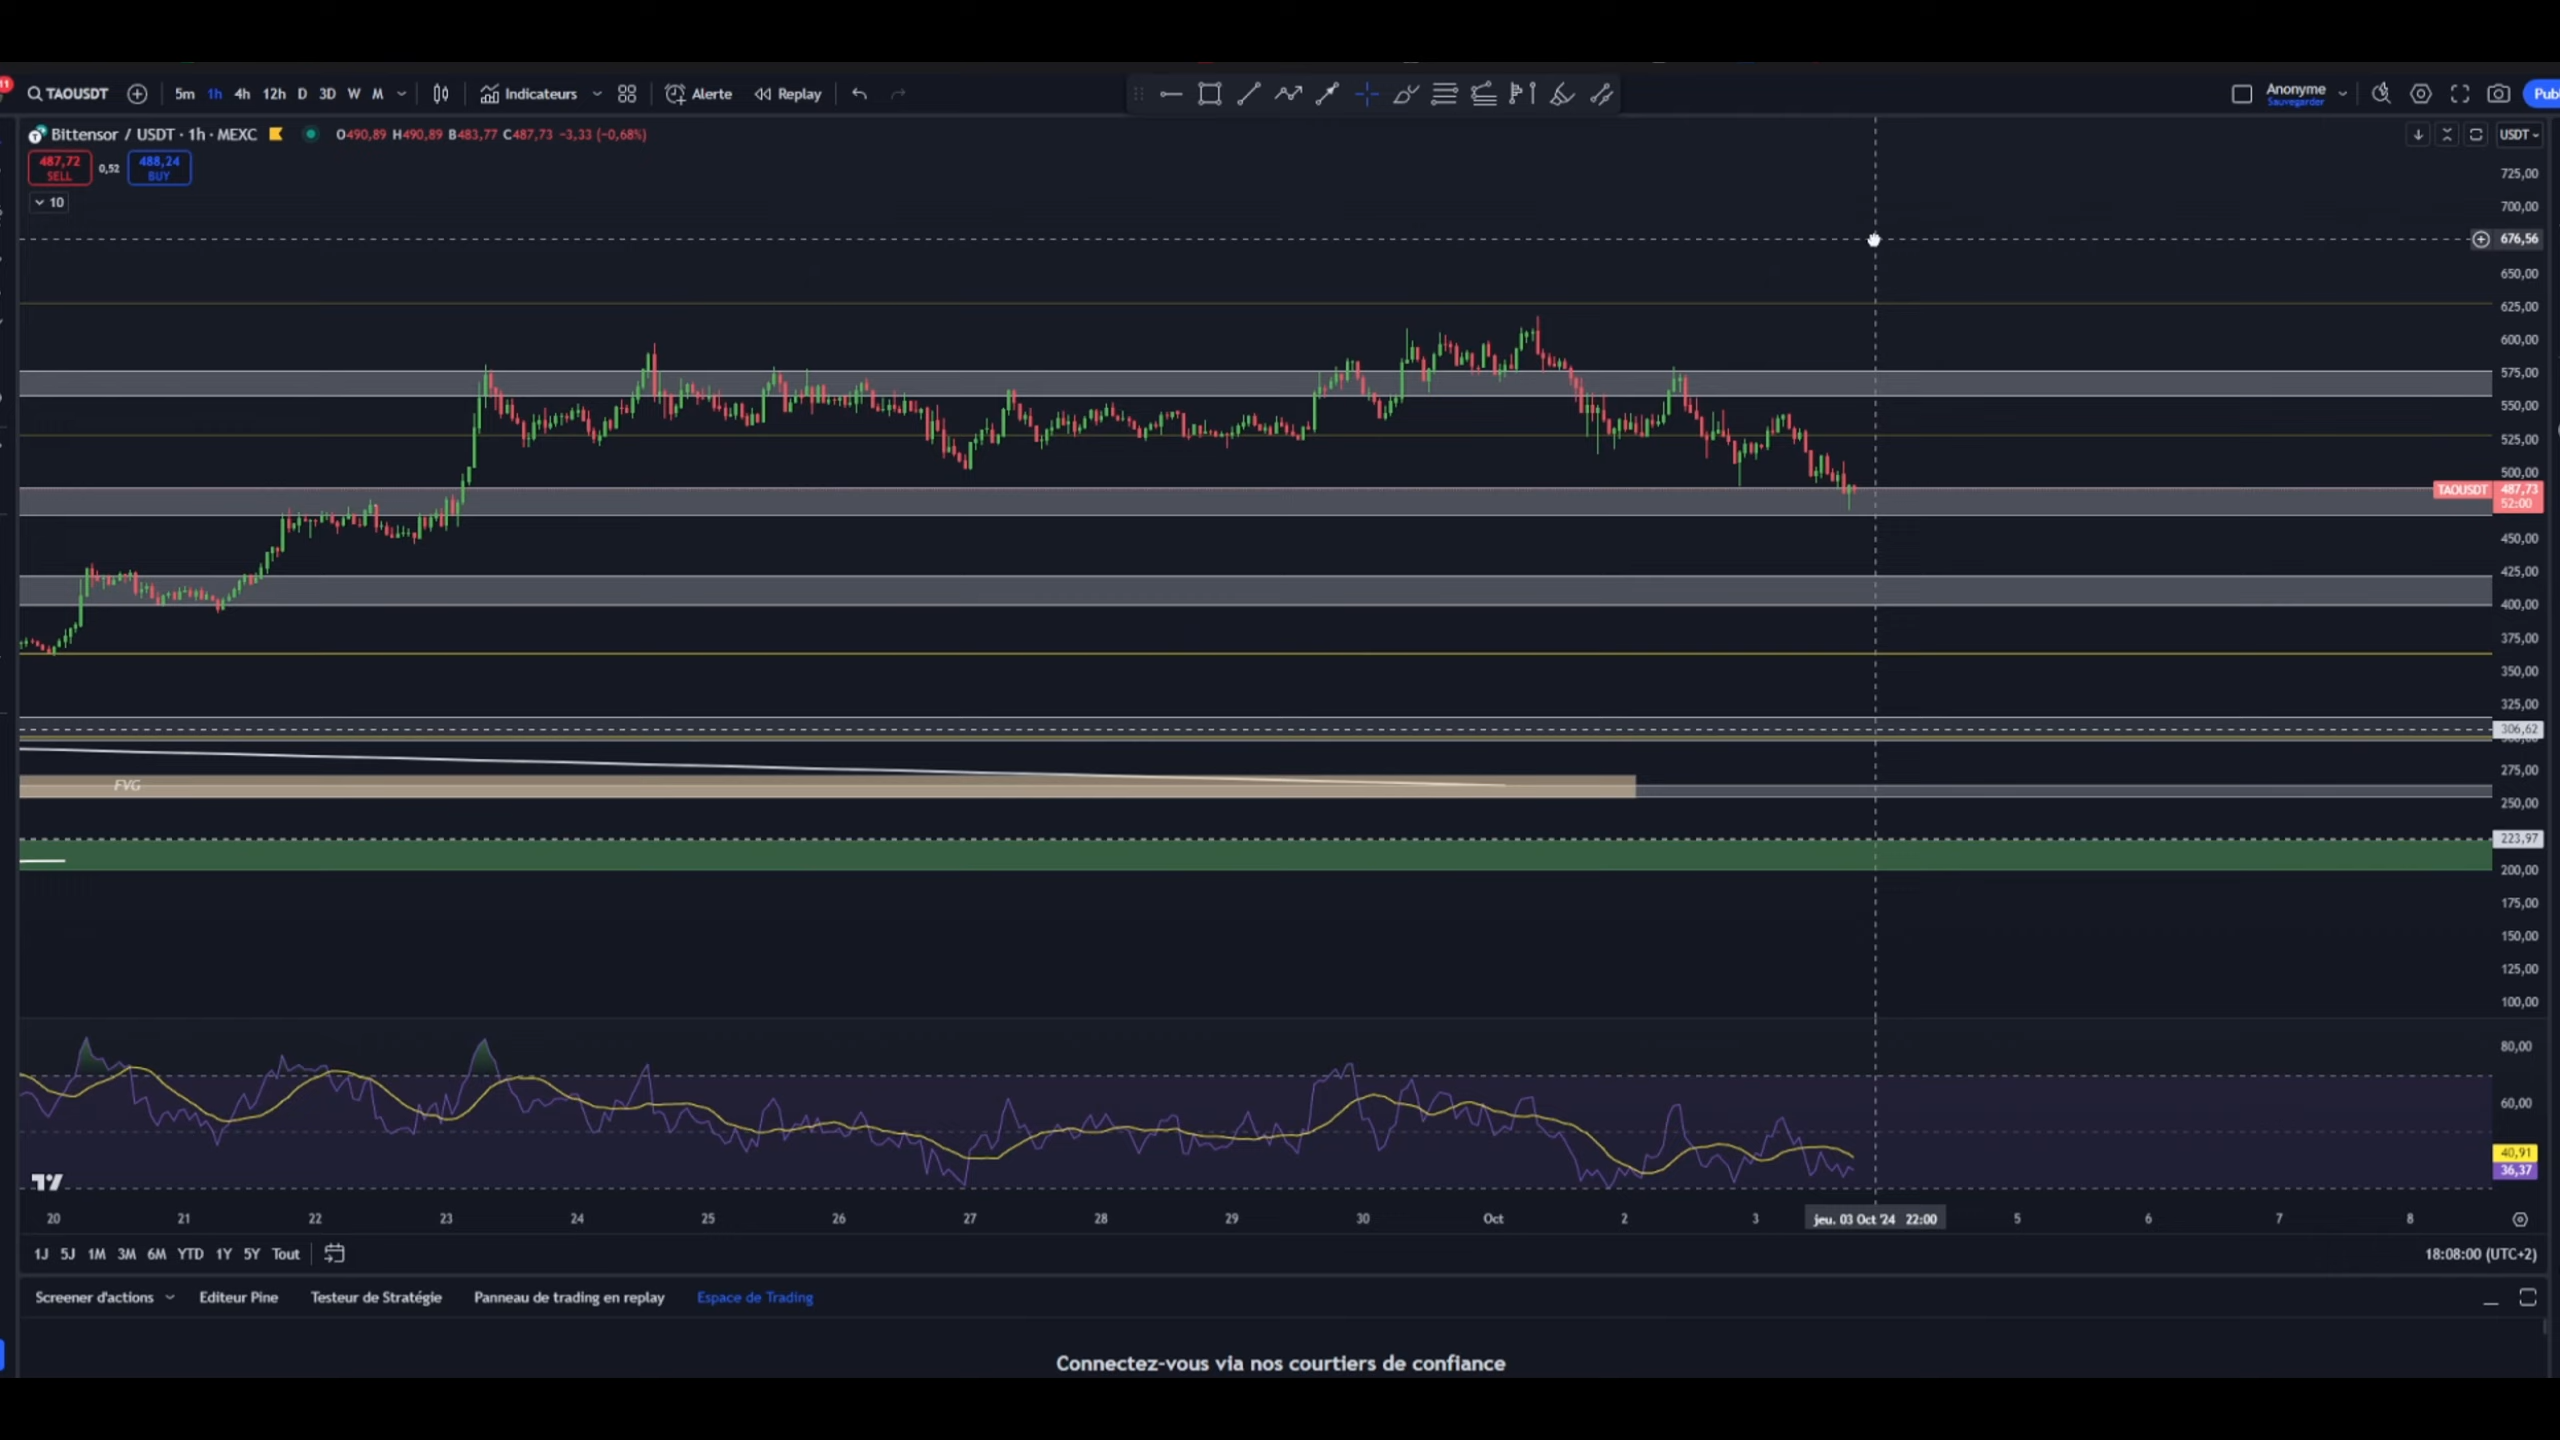 11
TAOUSDT 5m 1h 4h 12h D 3D W M Indicateurs Alerte Replay Anonyme
Sauvegarder
Publ
Bittensor / USDT · 1h · MEXC O490,89 H490,89 B483,77 C487,73 −3,33 (−0,68%) USDT
487,72 0,52 488,24
SELL BUY
10
725,00
700,00
676,56
650,00
625,00
600,00
575,00
550,00
525,00
500,00
TAOUSDT 487,73
52:00
450,00
425,00
400,00
375,00
350,00
325,00
306,62
275,00
FVG
250,00
223,97
200,00
175,00
150,00
125,00
100,00
80,00
60,00
40,91
36,37
20 21 22 23 24 25 26 27 28 29 30 Oct 2 3 jeu. 03 Oct '24 22:00 5 6 7 8
1J 5J 1M 3M 6M YTD 1Y 5Y Tout 18:08:00 (UTC+2)
Screener d'actions Editeur Pine Testeur de Stratégie Panneau de trading en replay Espace de Trading
Connectez-vous via nos courtiers de confiance